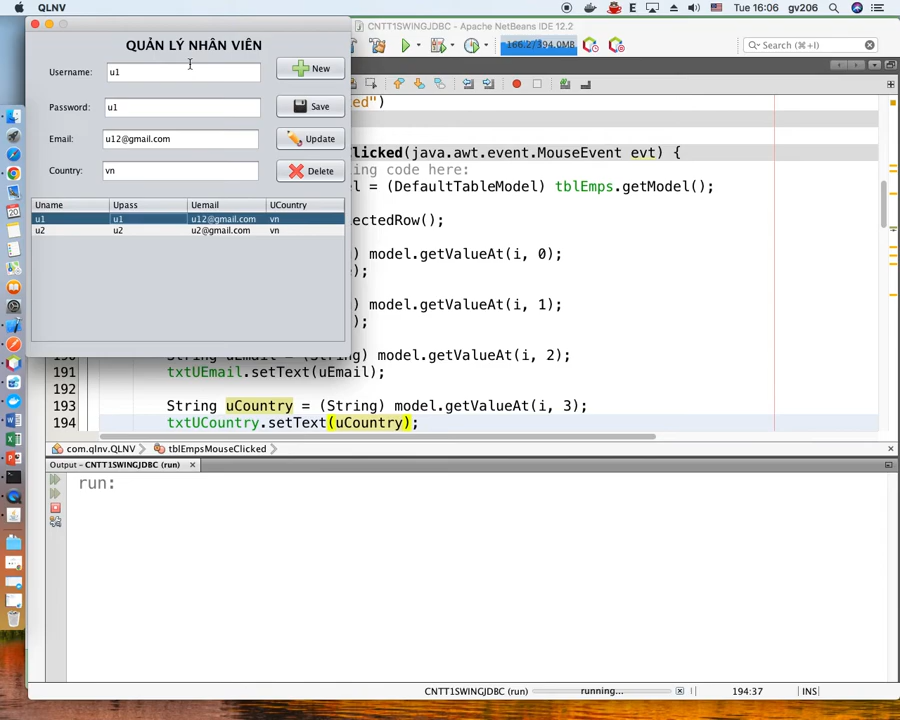 QLNV
E
Tue 16:06 gv206
CNTT1SWINGJDBC - Apache NetBeans IDE 12.2
166.2/394.0MB
Search (⌘+I)
QUẢN LÝ NHÂN VIÊN
Username: u1 New
Password: u1 Save
Email: u12@gmail.com Update
Country: vn Delete
Uname Upass Uemail UCountry
u1 u1 u12@gmail.com vn
u2 u2 u2@gmail.com vn
ed")
Clicked(java.awt.event.MouseEvent evt) {
ing code here:
el = (DefaultTableModel) tblEmps.getModel();
ectedRow();
) model.getValueAt(i, 0);
);
) model.getValueAt(i, 1);
);
190 String uEmail = (String) model.getValueAt(i, 2);
191 txtUEmail.setText(uEmail);
192
193 String uCountry = (String) model.getValueAt(i, 3);
194 txtUCountry.setText(uCountry);
com.qlnv.QLNV tblEmpsMouseClicked
Output - CNTT1SWINGJDBC (run)
run:
CNTT1SWINGJDBC (run) running... 194:37 INS